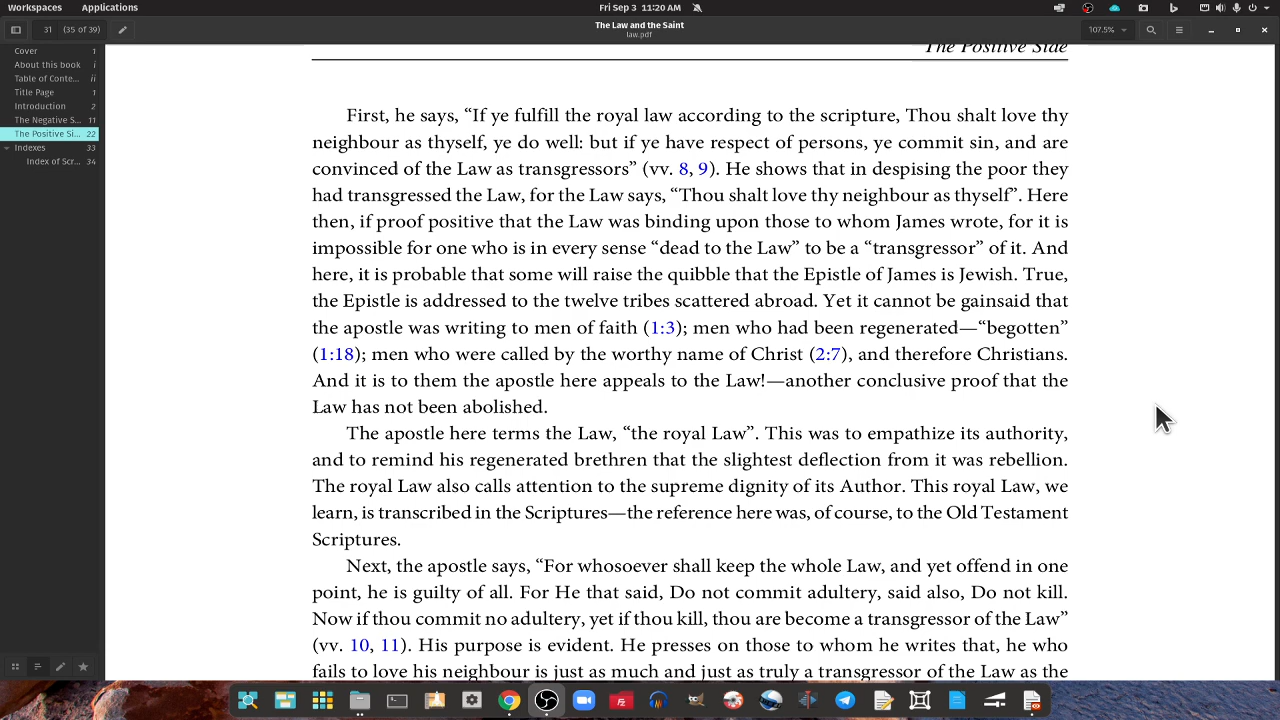 Workspaces Applications Fri Sep 3 11:20 AM
31 (35 of 39) The Law and the Saint 107.5%
law.pdf
Cover 1
About this book i
Table of Conte... ii
Title Page 1
Introduction 2
The Negative S... 11
The Positive Si... 22
Indexes 33
Index of Scr... 34
The Positive Side
First, he says, “If ye fulfill the royal law according to the scripture, Thou shalt love thy
neighbour as thyself, ye do well: but if ye have respect of persons, ye commit sin, and are
convinced of the Law as transgressors” (vv. 8, 9). He shows that in despising the poor they
had transgressed the Law, for the Law says, “Thou shalt love thy neighbour as thyself”. Here
then, if proof positive that the Law was binding upon those to whom James wrote, for it is
impossible for one who is in every sense “dead to the Law” to be a “transgressor” of it. And
here, it is probable that some will raise the quibble that the Epistle of James is Jewish. True,
the Epistle is addressed to the twelve tribes scattered abroad. Yet it cannot be gainsaid that
the apostle was writing to men of faith (1:3); men who had been regenerated—“begotten”
(1:18); men who were called by the worthy name of Christ (2:7), and therefore Christians.
And it is to them the apostle here appeals to the Law!—another conclusive proof that the
Law has not been abolished.
The apostle here terms the Law, “the royal Law”. This was to empathize its authority,
and to remind his regenerated brethren that the slightest deflection from it was rebellion.
The royal Law also calls attention to the supreme dignity of its Author. This royal Law, we
learn, is transcribed in the Scriptures—the reference here was, of course, to the Old Testament
Scriptures.
Next, the apostle says, “For whosoever shall keep the whole Law, and yet offend in one
point, he is guilty of all. For He that said, Do not commit adultery, said also, Do not kill.
Now if thou commit no adultery, yet if thou kill, thou are become a transgressor of the Law”
(vv. 10, 11). His purpose is evident. He presses on those to whom he writes that, he who
fails to love his neighbour is just as much and just as truly a transgressor of the Law as the